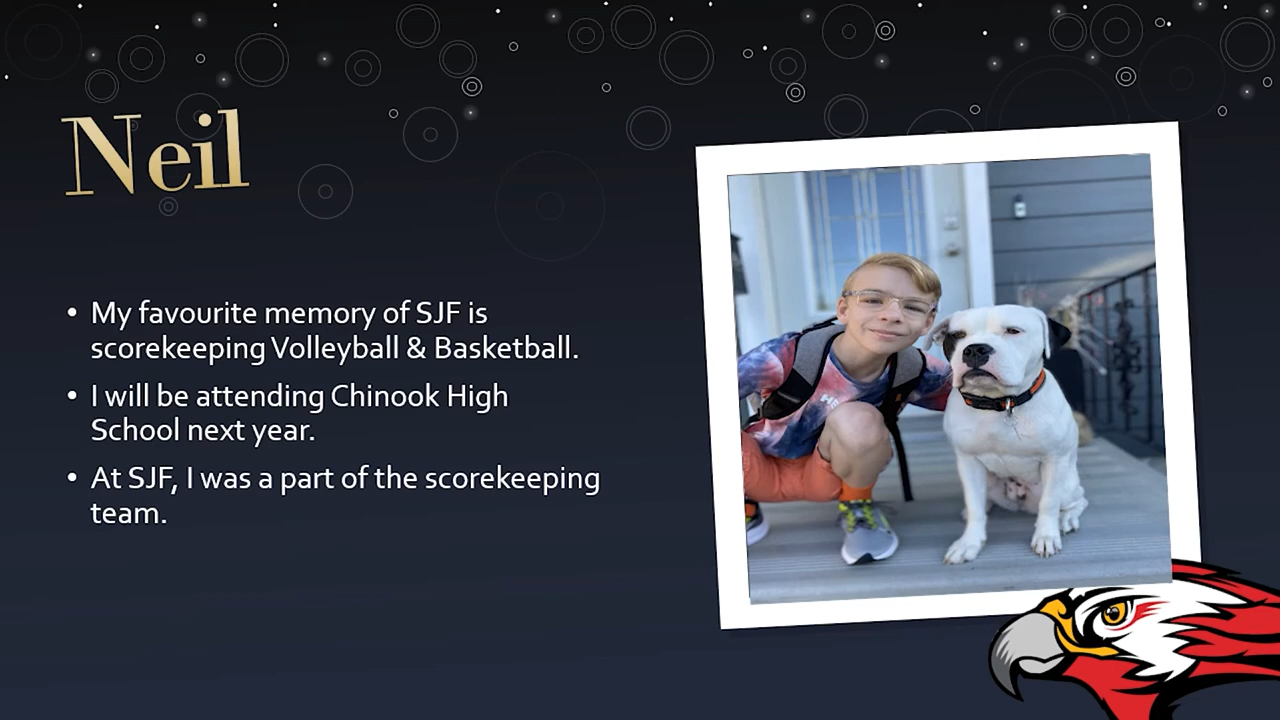 Neil
• My favourite memory of SJF is
scorekeeping Volleyball & Basketball.
• I will be attending Chinook High
School next year.
• At SJF, I was a part of the scorekeeping
team.